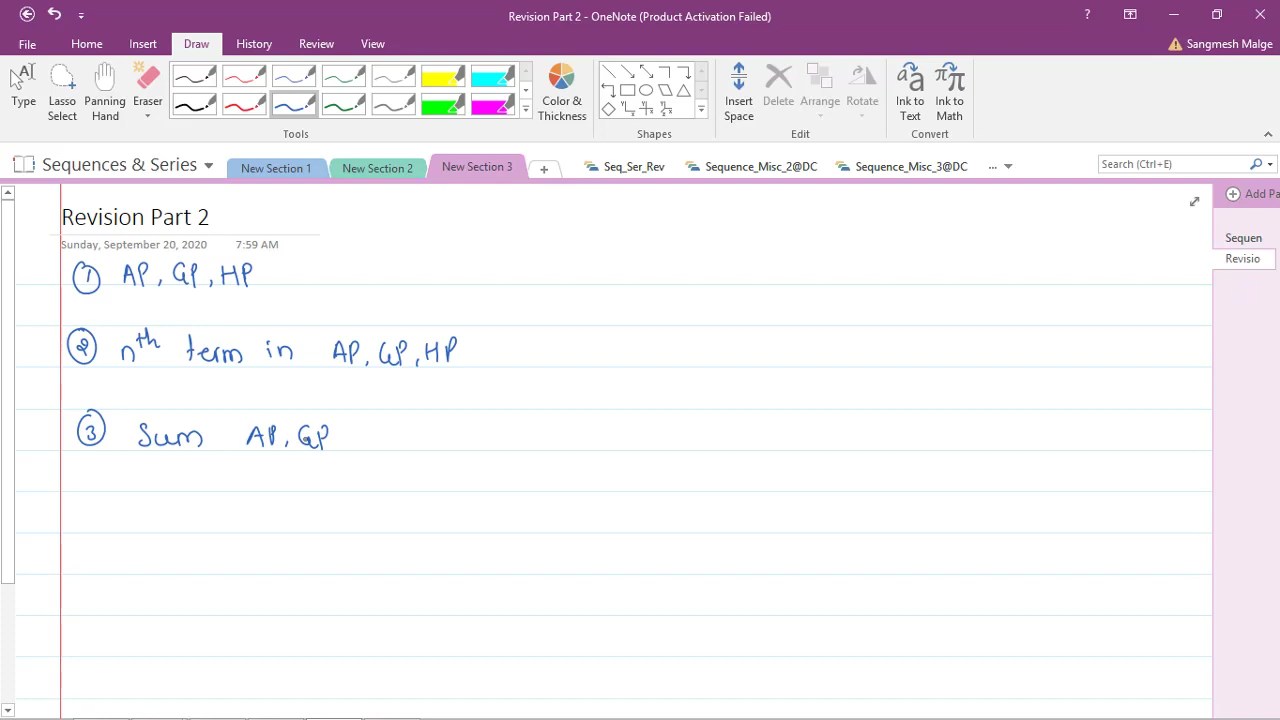 Revision Part 2 - OneNote (Product Activation Failed)
?
File Home Insert Draw History Review View Sangmesh Malge
Type
Lasso Select
Panning Hand
Eraser
Color & Thickness
Insert Space
Delete
Arrange
Rotate
Ink to Text
Ink to Math
Tools Shapes Edit Convert
Sequences & Series New Section 1 New Section 2 New Section 3 + Seq_Ser_Rev Sequence_Misc_2@DC Sequence_Misc_3@DC ... Search (Ctrl+E)
Add Pa
Revision Part 2
Sequen
Sunday, September 20, 2020 7:59 AM
Revisio
① AP, GP, HP
② nth term in AP, GP, HP
③ Sum AP, GP